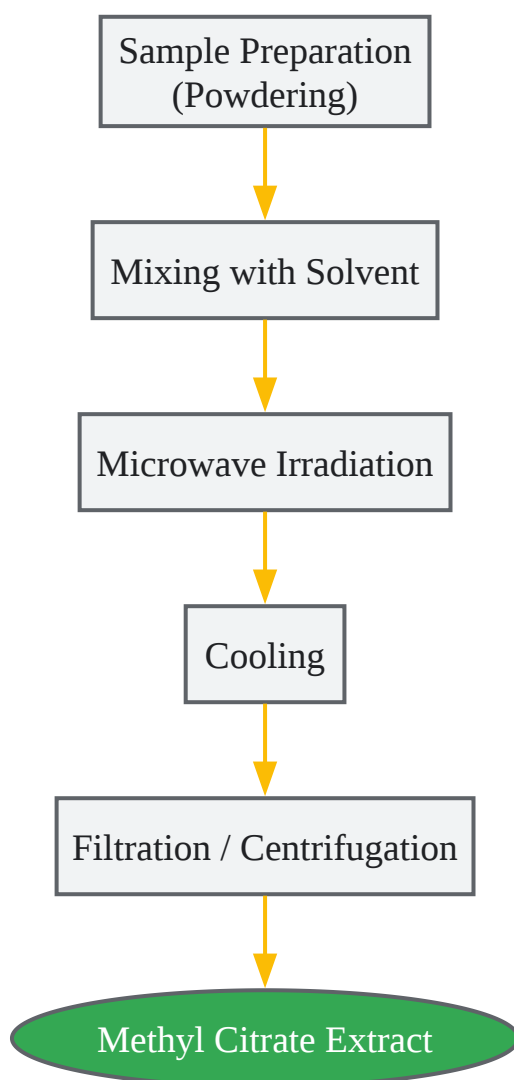 Sample Preparation
(Powdering)
Mixing with Solvent
Microwave Irradiation
Cooling
Filtration / Centrifugation
Methyl Citrate Extract